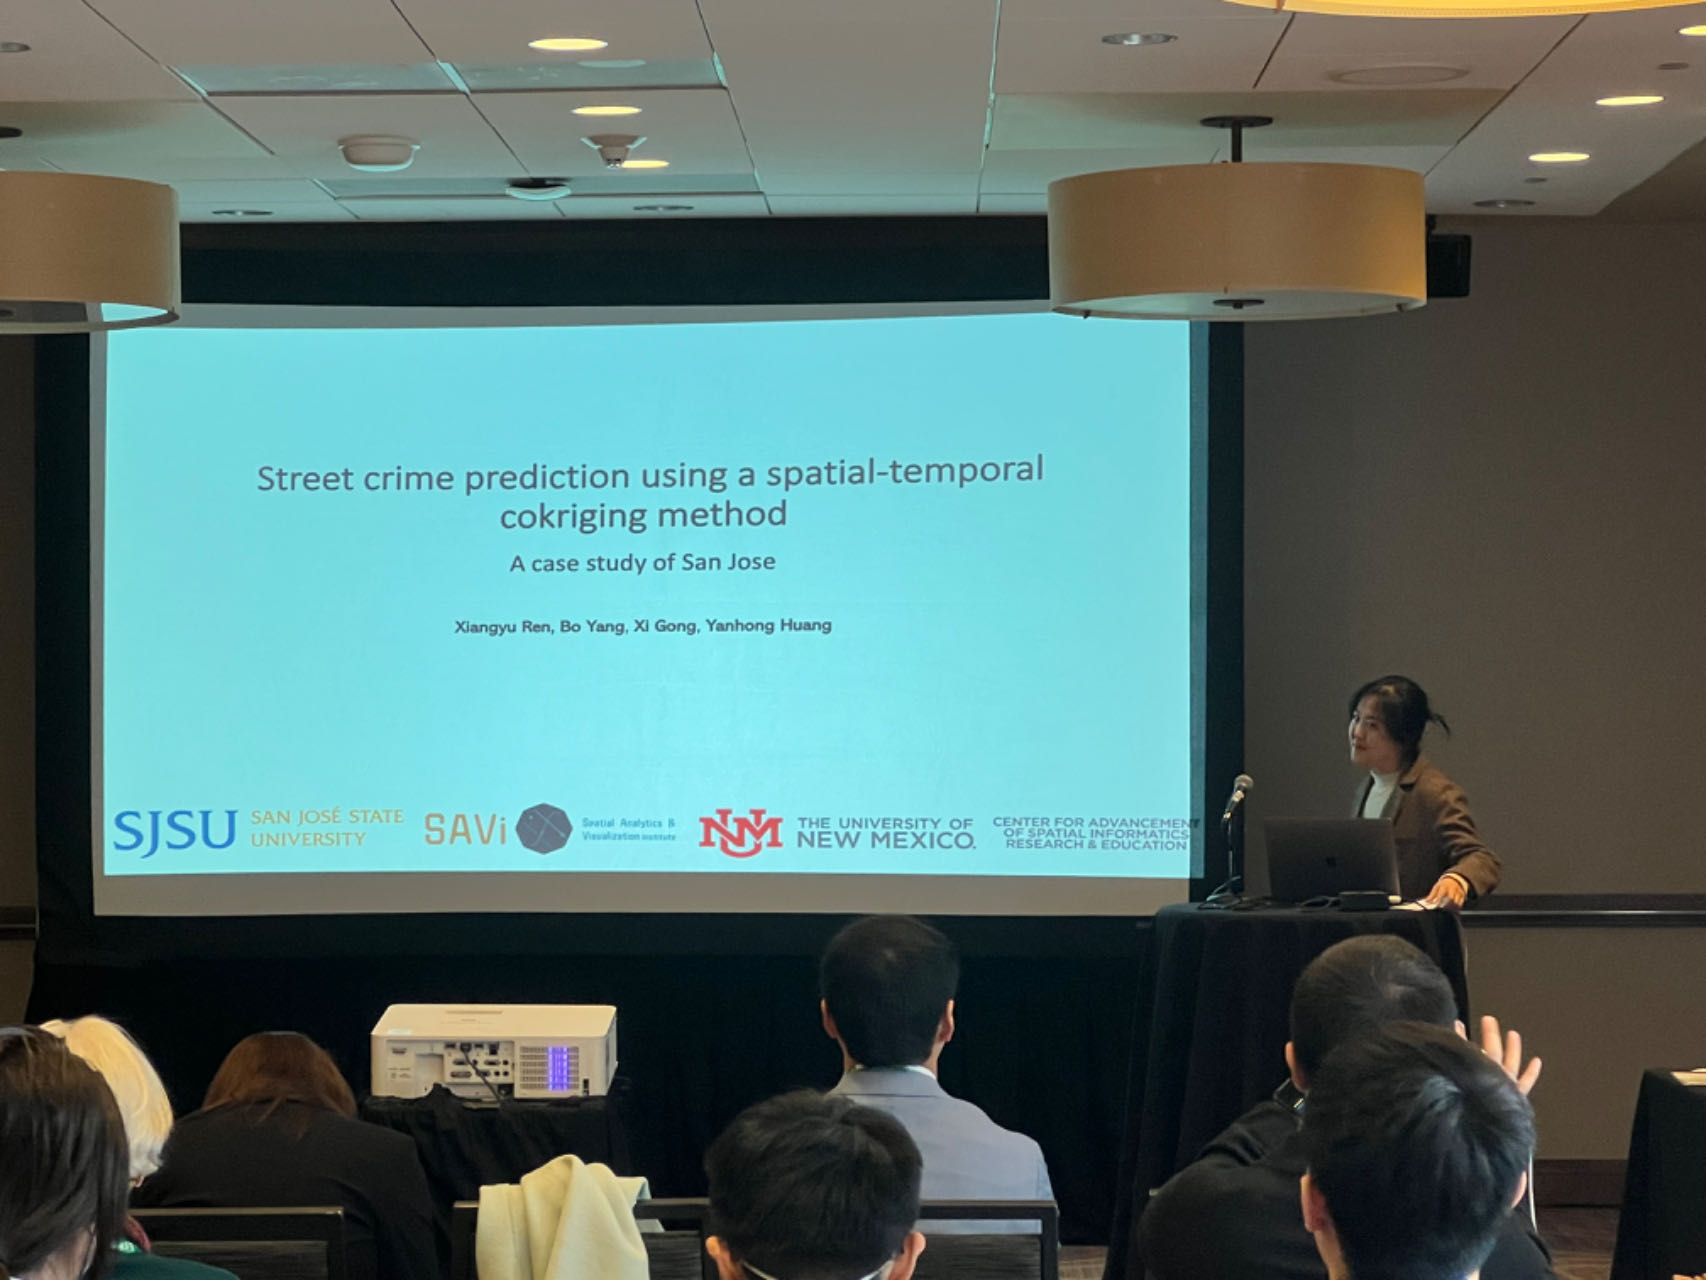 Street crime prediction using a spatial-temporal
cokriging method
A case study of San Jose
Xiangyu Ren, Bo Yang, Xi Gong, Yanhong Huang
SJSU
SAN JOSÉ STATE
UNIVERSITY
SAVi
Spatial Analytics &
Visualization Institute
UNM
THE UNIVERSITY OF
NEW MEXICO.
CENTER FOR ADVANCEMENT
OF SPATIAL INFORMATICS
RESEARCH & EDUCATION